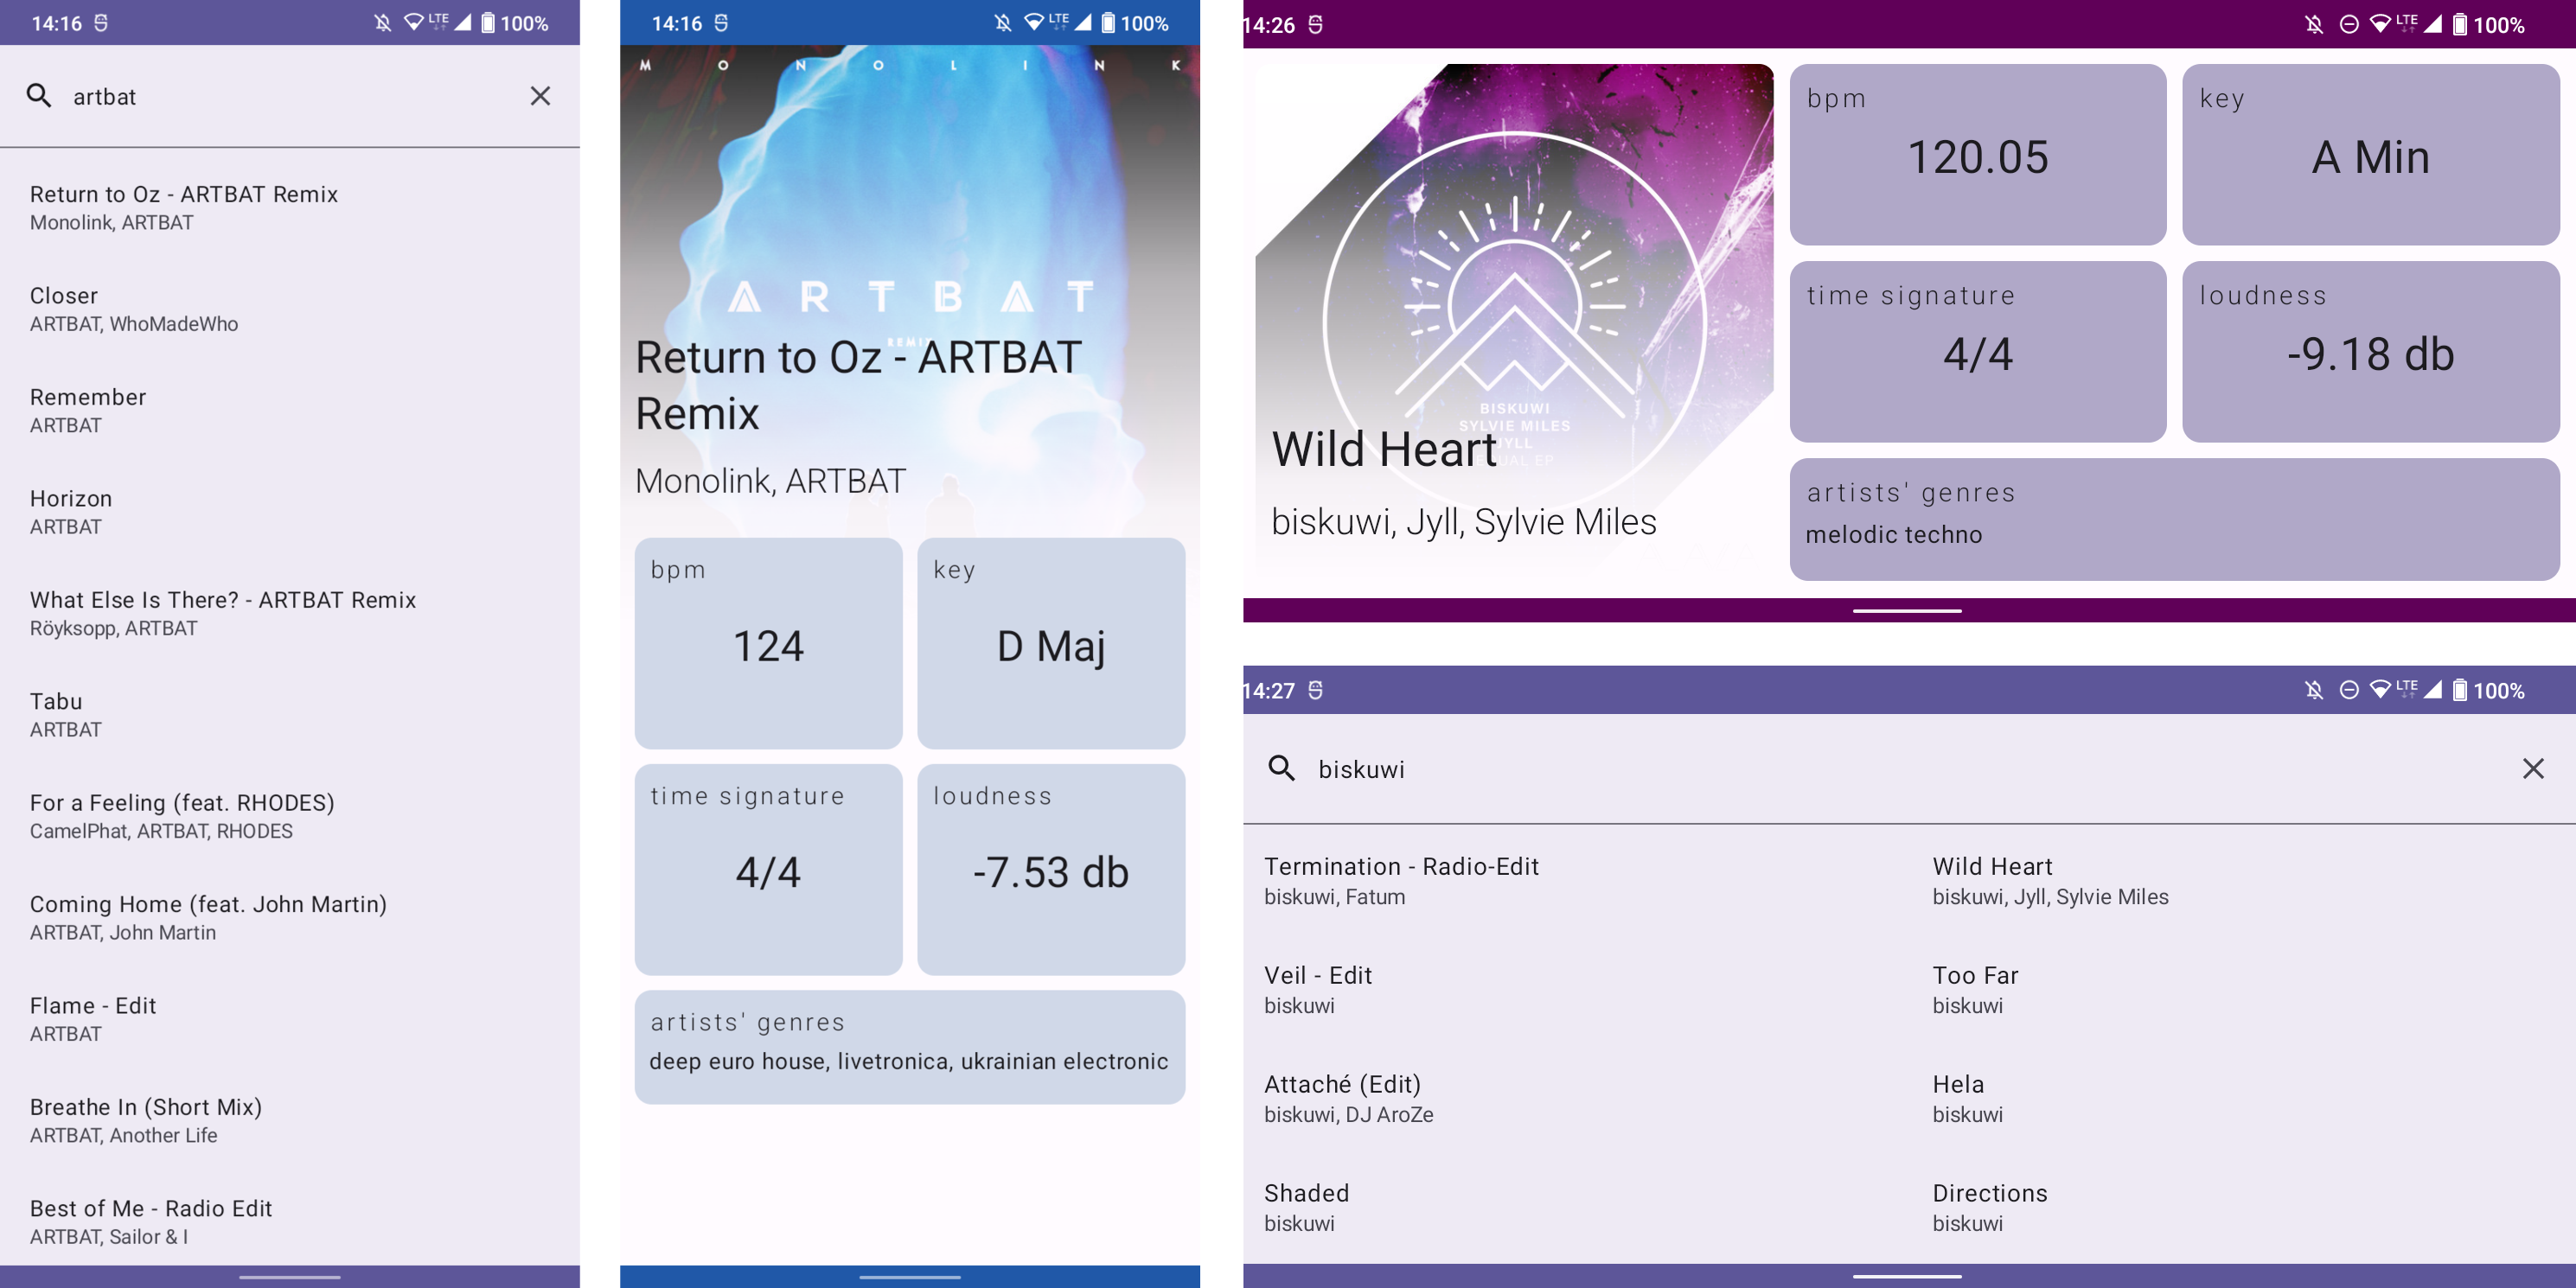 14:16
LTE
100%
artbat
Return to Oz - ARTBAT Remix
Monolink, ARTBAT
Closer
ARTBAT, WhoMadeWho
Remember
ARTBAT
Horizon
ARTBAT
What Else Is There? - ARTBAT Remix
Röyksopp, ARTBAT
Tabu
ARTBAT
For a Feeling (feat. RHODES)
CamelPhat, ARTBAT, RHODES
Coming Home (feat. John Martin)
ARTBAT, John Martin
Flame - Edit
ARTBAT
Breathe In (Short Mix)
ARTBAT, Another Life
Best of Me - Radio Edit
ARTBAT, Sailor & I
14:16
LTE
100%
MONOLINK
ARTBAT
REMIX
Return to Oz - ARTBAT
Remix
Monolink, ARTBAT
bpm
124
key
D Maj
time signature
4/4
loudness
-7.53 db
artists' genres
deep euro house, livetronica, ukrainian electronic
14:26
LTE
100%
BISKUWI
SYLVIE MILES
JYLL
EP
Wild Heart
biskuwi, Jyll, Sylvie Miles
bpm
120.05
key
A Min
time signature
4/4
loudness
-9.18 db
artists' genres
melodic techno
14:27
LTE
100%
biskuwi
Termination - Radio-Edit
biskuwi, Fatum
Wild Heart
biskuwi, Jyll, Sylvie Miles
Veil - Edit
biskuwi
Too Far
biskuwi
Attaché (Edit)
biskuwi, DJ AroZe
Hela
biskuwi
Shaded
biskuwi
Directions
biskuwi